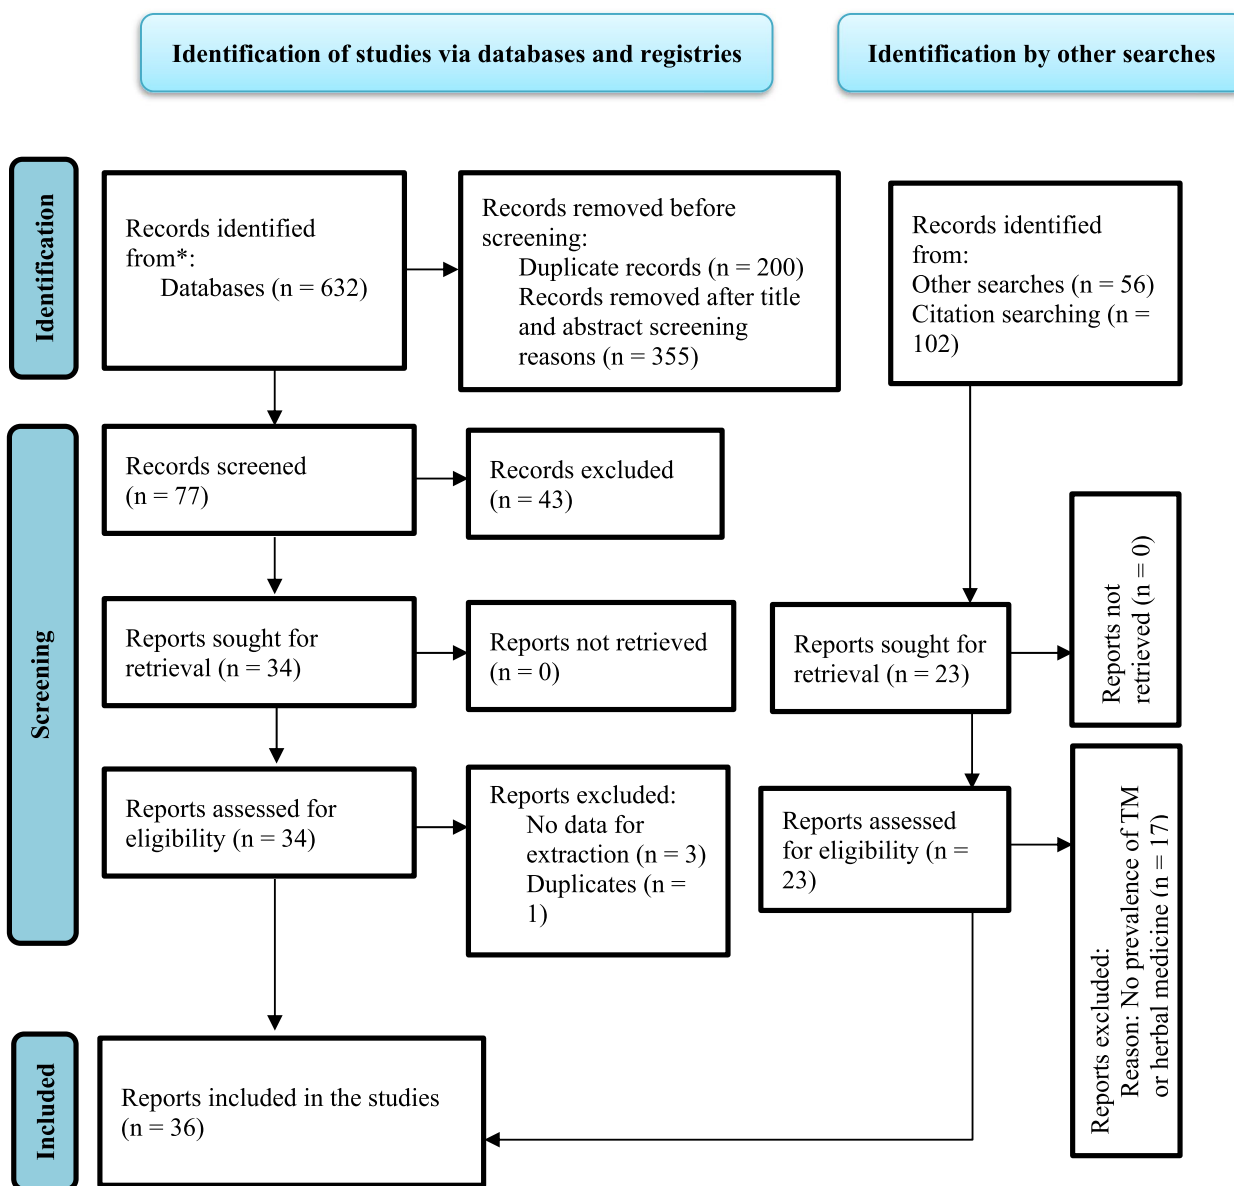 Identification of studies via databases and registries
Identification by other searches
Identification
Records identified
from*:
Databases (n = 632)
Records removed before
screening:
Duplicate records (n = 200)
Records removed after title
and abstract screening
reasons (n = 355)
Records identified
from:
Other searches (n = 56)
Citation searching (n =
102)
Screening
Records screened
(n = 77)
Records excluded
(n = 43)
Reports sought for
retrieval (n = 34)
Reports not retrieved
(n = 0)
Reports sought for
retrieval (n = 23)
Reports not
retrieved (n = 0)
Reports assessed for
eligibility (n = 34)
Reports excluded:
No data for
extraction (n = 3)
Duplicates (n =
1)
Reports assessed
for eligibility (n =
23)
Reports excluded:
Reason: No prevalence of TM
or herbal medicine (n = 17)
Included
Reports included in the studies
(n = 36)